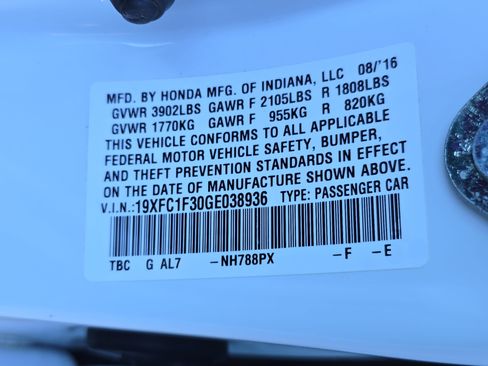 MFD. BY HONDA MFG. OF INDIANA, LLC 08/'16
GVWR 3902LBS GAWR F 2105LBS R 1808LBS
GVWR 1770KG GAWR F 955KG R 820KG
THIS VEHICLE CONFORMS TO ALL APPLICABLE
FEDERAL MOTOR VEHICLE SAFETY, BUMPER,
AND THEFT PREVENTION STANDARDS IN EFFECT
ON THE DATE OF MANUFACTURE SHOWN ABOVE.
V.I.N.:19XFC1F30GE038936 TYPE: PASSENGER CAR
TBC G AL7 –NH788PX –F –E